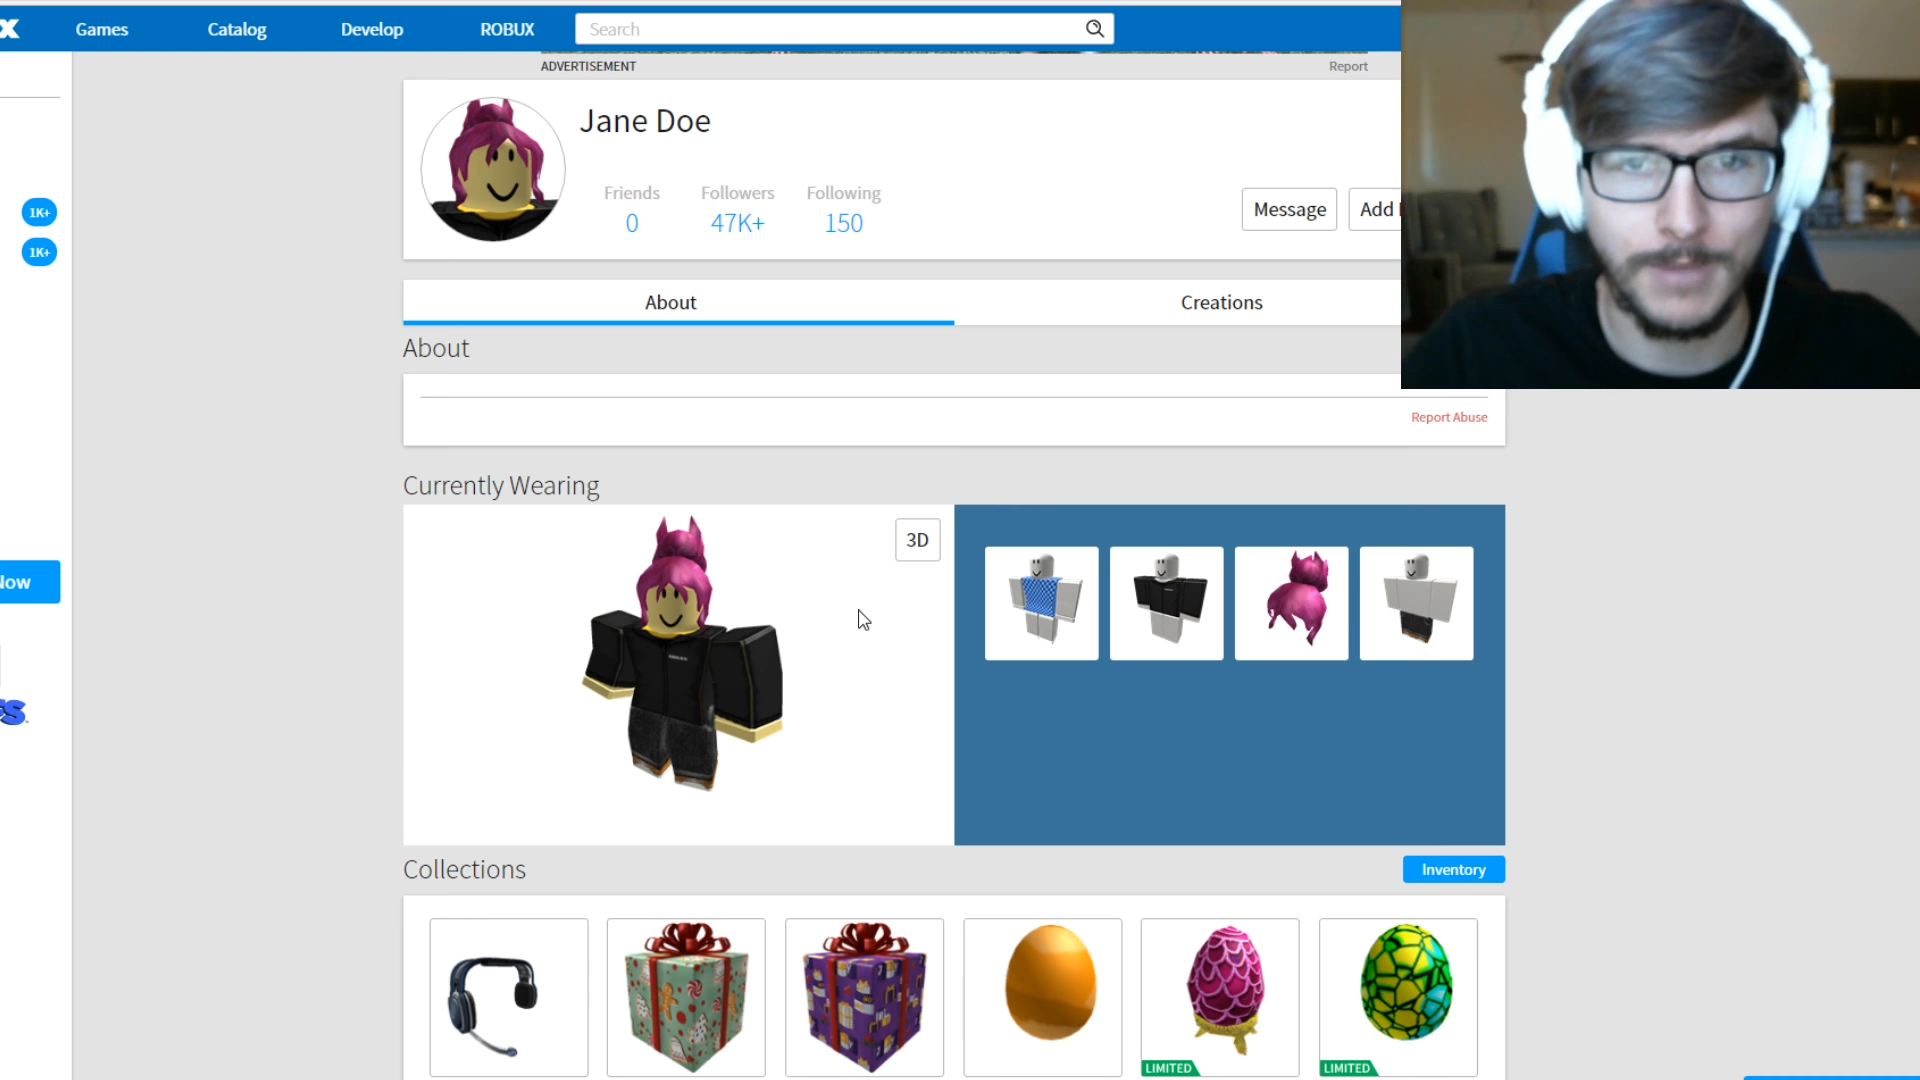 X Games Catalog Develop ROBUX Search
ADVERTISEMENT Report
Jane Doe
Friends Followers Following
0 47K+ 150
Message Add
1K+
1K+
About Creations
About
Report Abuse
Currently Wearing
3D
Now
Collections Inventory
LIMITED LIMITED